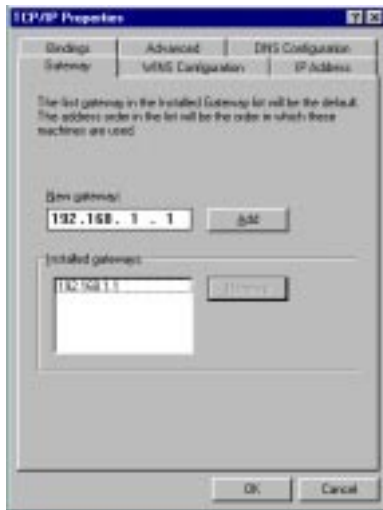 TCP/IP Properties
Bindings Advanced DNS Configuration
Gateway WINS Configuration IP Address
The first gateway in the Installed Gateway list will be the default.
The address order in the list will be the order in which these
machines are used.
New gateway:
192.168. 1 . 1 Add
Installed gateways:
192.168.1.1 Remove
OK Cancel